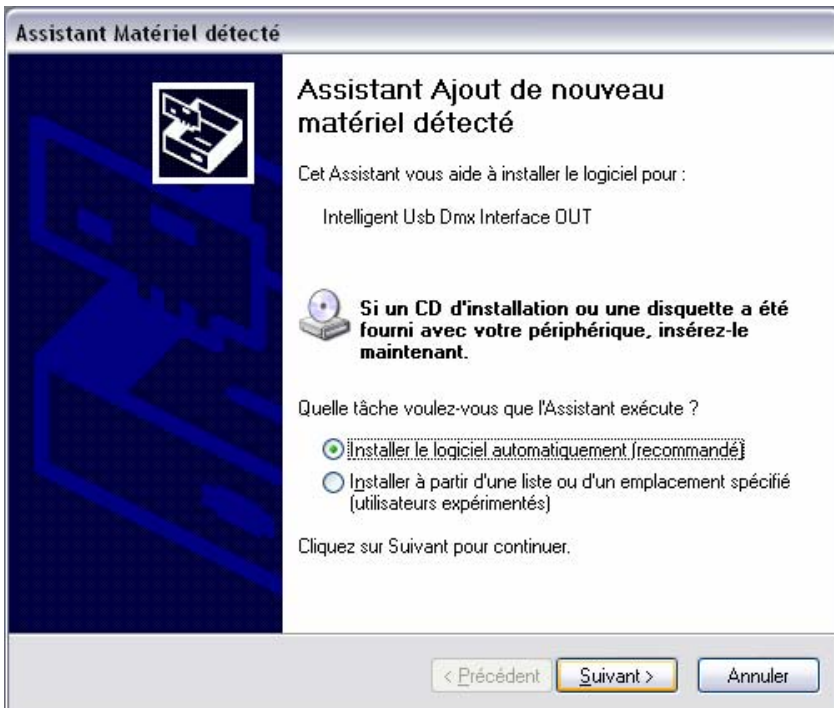 Assistant Matériel détecté
Assistant Ajout de nouveau
matériel détecté
Cet Assistant vous aide à installer le logiciel pour :
Intelligent Usb Dmx Interface OUT
Si un CD d'installation ou une disquette a été
fourni avec votre périphérique, insérez-le
maintenant.
Quelle tâche voulez-vous que l'Assistant exécute ?
Installer le logiciel automatiquement (recommandé)
Installer à partir d'une liste ou d'un emplacement spécifié
(utilisateurs expérimentés)
Cliquez sur Suivant pour continuer.
< Précédent
Suivant >
Annuler